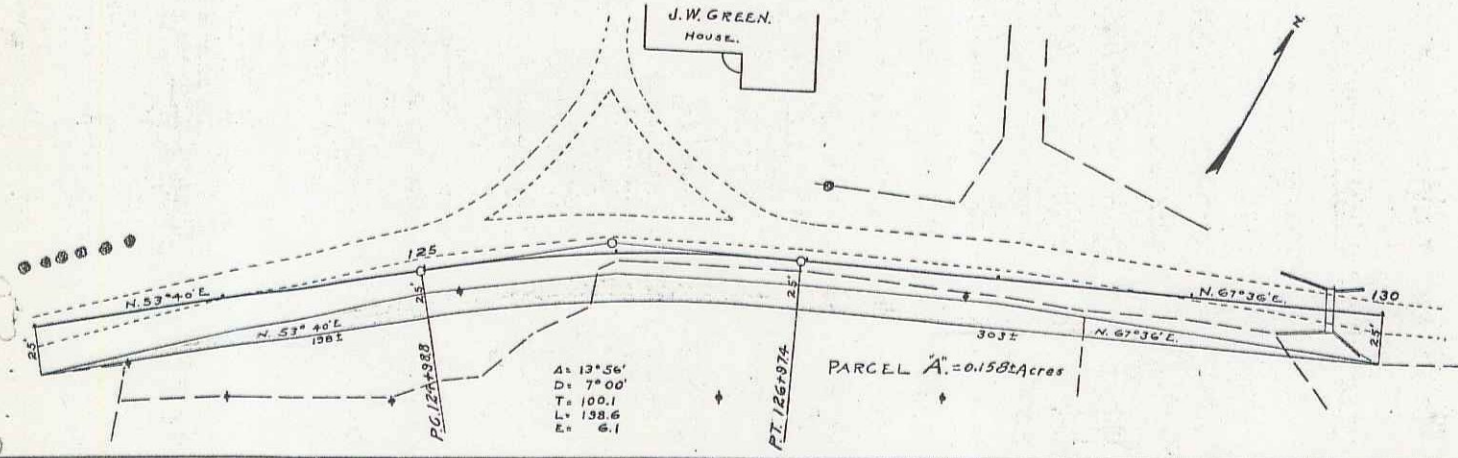 J.W. GREEN.
HOUSE.
N.
125
N. 53°40'E.
25'
N. 53° 40'E
198±
25'
P.C. 124+98.8
Δ= 13°56'
D= 7°00'
T= 100.1
L= 198.6
E= 6.1
25'
P.T. 126+97.4
PARCEL "A".=0.158±Acres
303±
N. 67°36'E.
N. 67°36'E.
130
25'